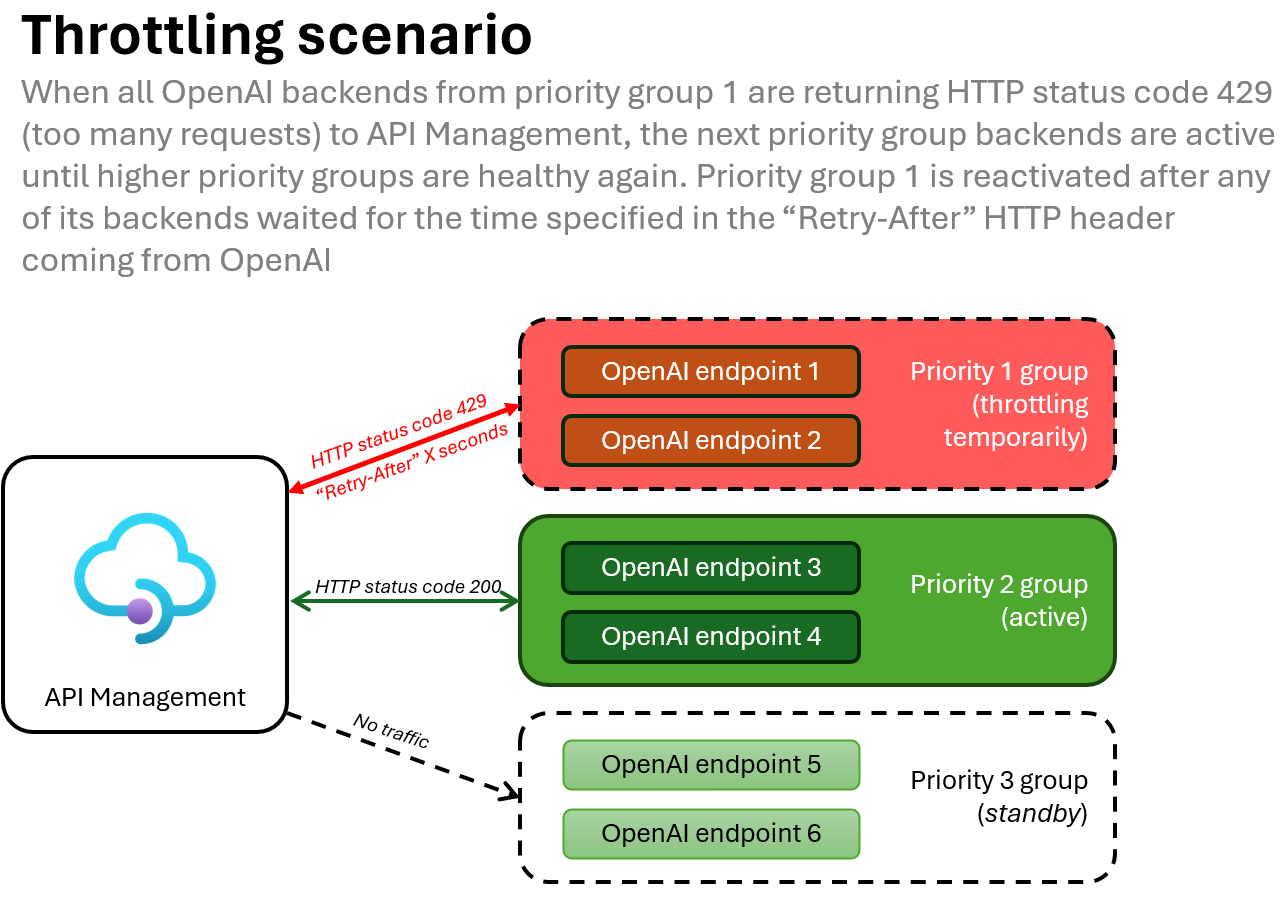 Throttling scenario
When all OpenAI backends from priority group 1 are returning HTTP status code 429
(too many requests) to API Management, the next priority group backends are active
until higher priority groups are healthy again. Priority group 1 is reactivated after any
of its backends waited for the time specified in the “Retry-After” HTTP header
coming from OpenAI
OpenAI endpoint 1
OpenAI endpoint 2
Priority 1 group
(throttling
temporarily)
HTTP status code 429
“Retry-After” X seconds
OpenAI endpoint 3
OpenAI endpoint 4
Priority 2 group
(active)
HTTP status code 200
API Management
No traffic
OpenAI endpoint 5
OpenAI endpoint 6
Priority 3 group
(standby)